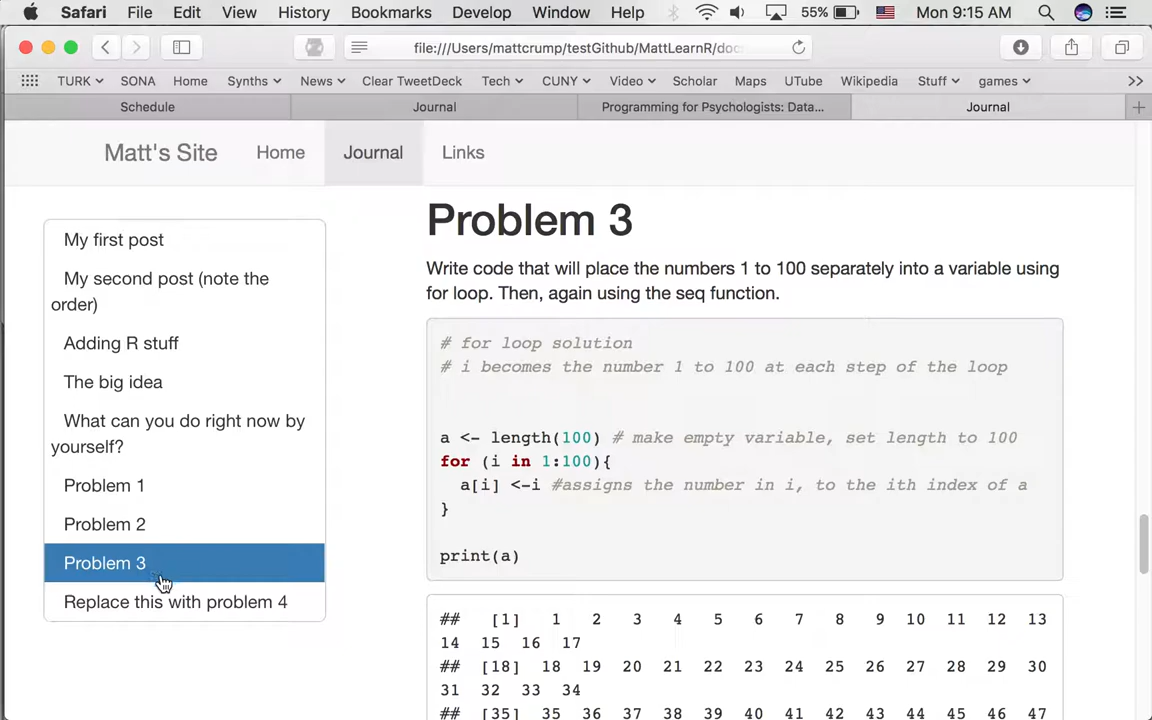 Safari File Edit View History Bookmarks Develop Window Help 55% Mon 9:15 AM
file:///Users/mattcrump/testGithub/MattLearnR/doc
TURK SONA Home Synths News Clear TweetDeck Tech CUNY Video Scholar Maps UTube Wikipedia Stuff games >>
Schedule Journal Programming for Psychologists: Data... Journal +
Matt's Site Home Journal Links
My first post
My second post (note the
order)
Adding R stuff
The big idea
What can you do right now by
yourself?
Problem 1
Problem 2
Problem 3
Replace this with problem 4
Problem 3
Write code that will place the numbers 1 to 100 separately into a variable using
for loop. Then, again using the seq function.
# for loop solution
# i becomes the number 1 to 100 at each step of the loop
a <- length(100) # make empty variable, set length to 100
for (i in 1:100){
a[i] <-i #assigns the number in i, to the ith index of a
}
print(a)
## [1] 1 2 3 4 5 6 7 8 9 10 11 12 13
14 15 16 17
## [18] 18 19 20 21 22 23 24 25 26 27 28 29 30
31 32 33 34
## [35] 35 36 37 38 39 40 41 42 43 44 45 46 47